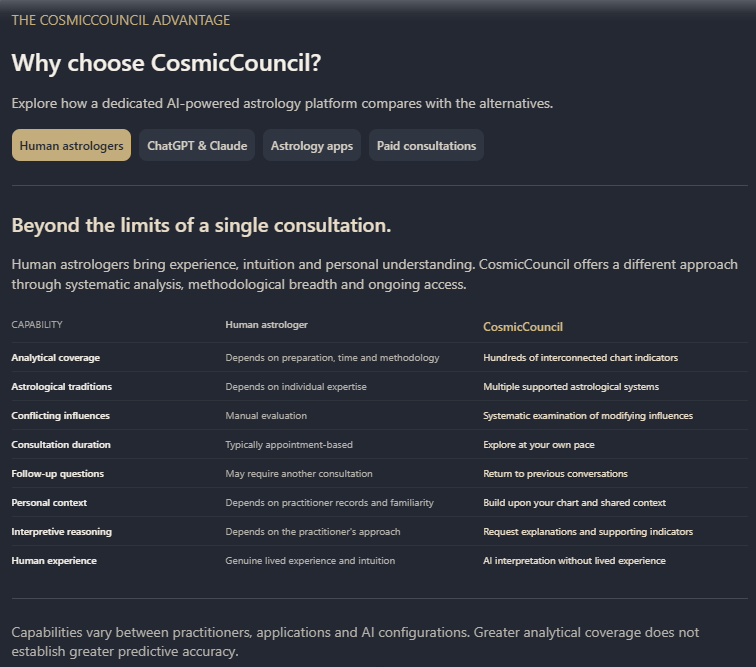 THE COSMICCOUNCIL ADVANTAGE
Why choose CosmicCouncil?
Explore how a dedicated AI-powered astrology platform compares with the alternatives.
Human astrologers ChatGPT & Claude Astrology apps Paid consultations
Beyond the limits of a single consultation.
Human astrologers bring experience, intuition and personal understanding. CosmicCouncil offers a different approach
through systematic analysis, methodological breadth and ongoing access.
CAPABILITY Human astrologer CosmicCouncil
Analytical coverage Depends on preparation, time and methodology Hundreds of interconnected chart indicators
Astrological traditions Depends on individual expertise Multiple supported astrological systems
Conflicting influences Manual evaluation Systematic examination of modifying influences
Consultation duration Typically appointment-based Explore at your own pace
Follow-up questions May require another consultation Return to previous conversations
Personal context Depends on practitioner records and familiarity Build upon your chart and shared context
Interpretive reasoning Depends on the practitioner's approach Request explanations and supporting indicators
Human experience Genuine lived experience and intuition AI interpretation without lived experience
Capabilities vary between practitioners, applications and AI configurations. Greater analytical coverage does not
establish greater predictive accuracy.